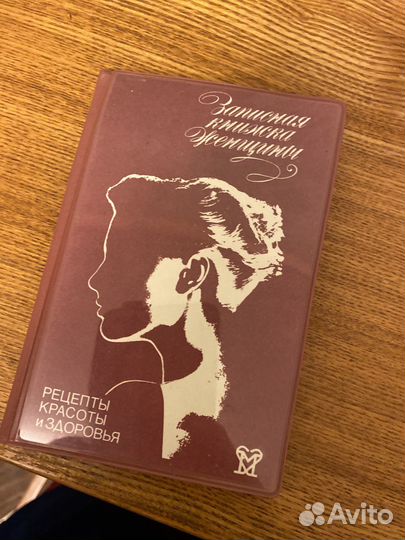 Записная
книжка
Женщины
РЕЦЕПТЫ
КРАСОТЫ
и ЗДОРОВЬЯ
Avito